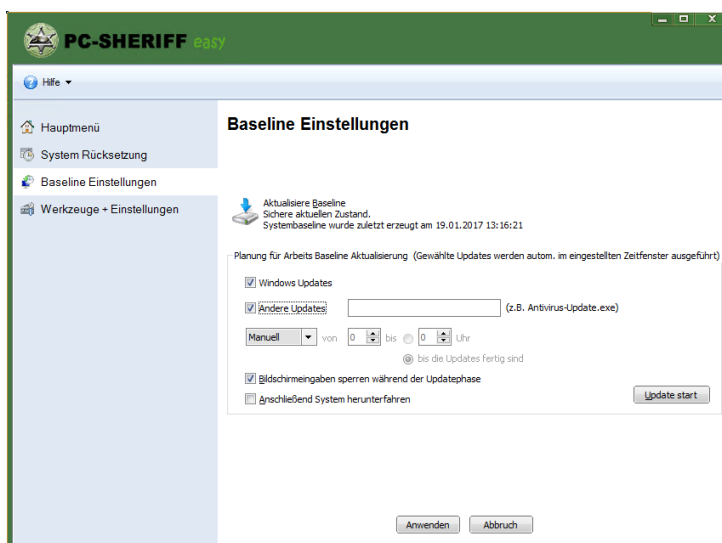 PC-SHERIFF easy
Hilfe
Hauptmenü
System Rücksetzung
Baseline Einstellungen
Werkzeuge + Einstellungen
Baseline Einstellungen
Aktualisiere Baseline
Sichere aktuellen Zustand.
Systembaseline wurde zuletzt erzeugt am 19.01.2017 13:16:21
Planung für Arbeits Baseline Aktualisierung (Gewählte Updates werden autom. im eingestellten Zeitfenster ausgeführt)
Windows Updates
Andere Updates (z.B. Antivirus-Update.exe)
Manuell von 0 bis 0 Uhr
bis die Updates fertig sind
Bildschirmeingaben sperren während der Updatephase
Anschließend System herunterfahren
Update start
Anwenden Abbruch